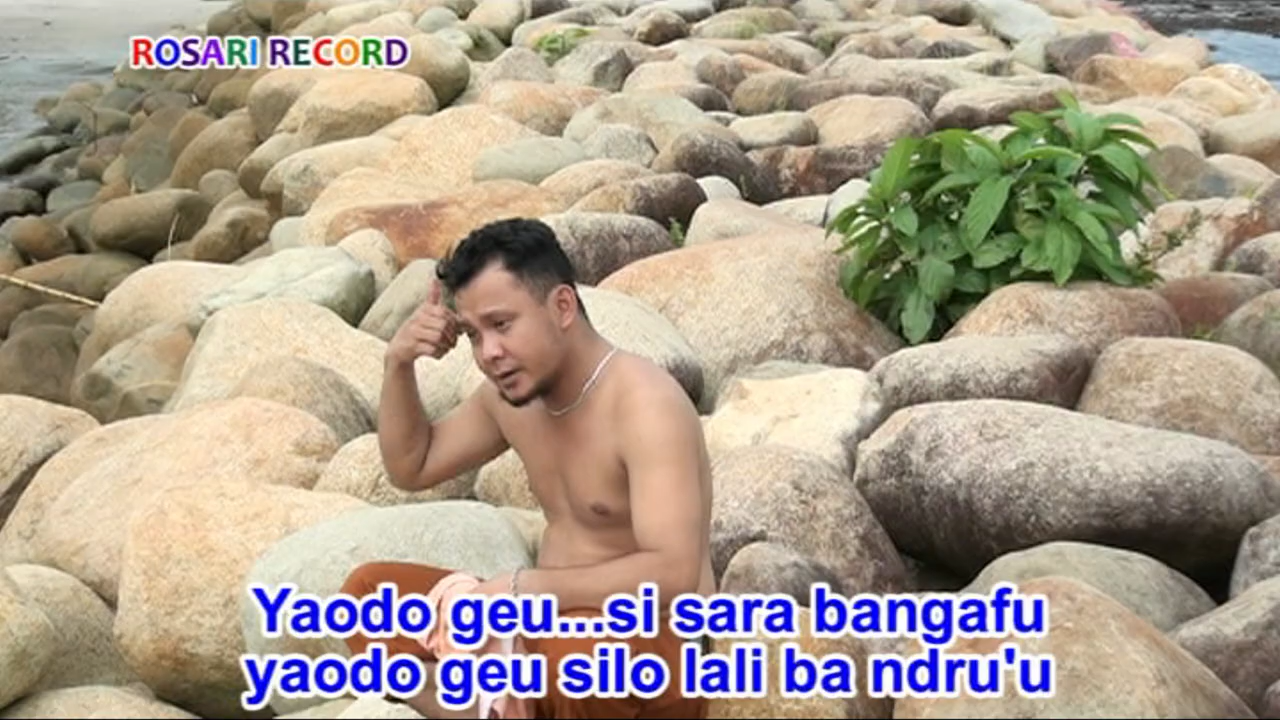 ROSARI RECORD
Yaodo geu...si sara bangafu
yaodo geu silo lali ba ndru'u